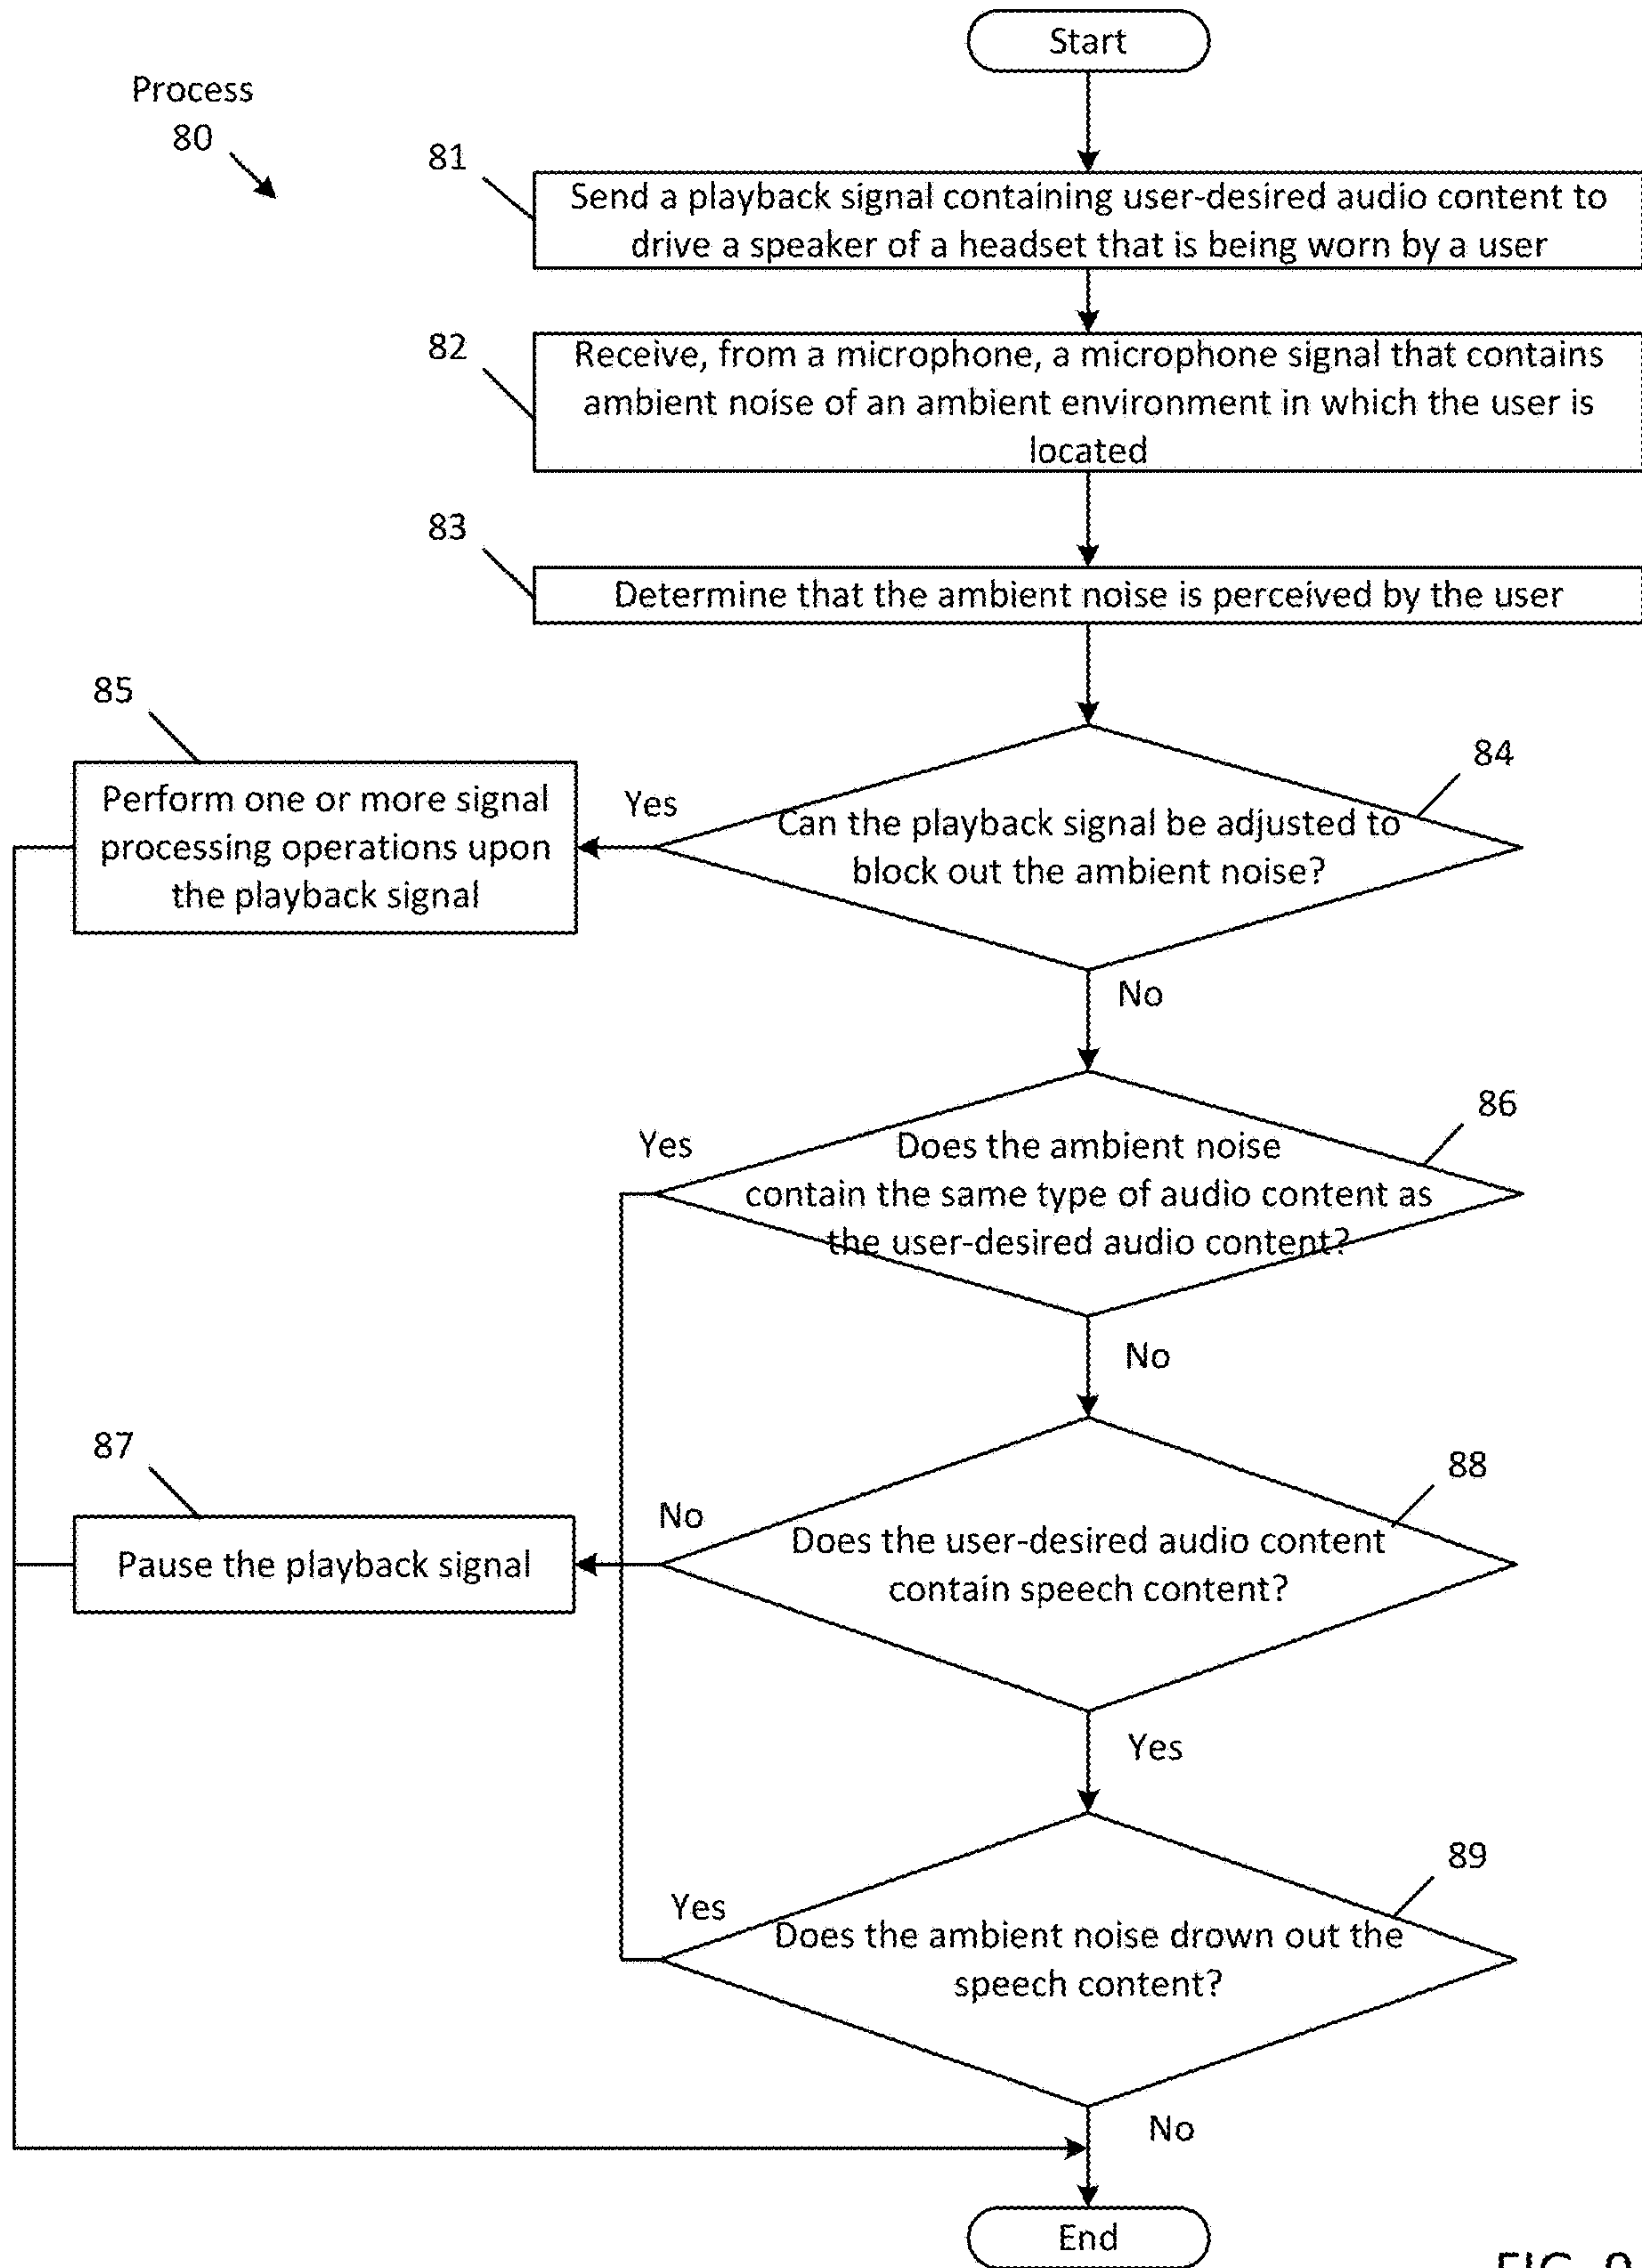 Start
Process
80
81
Send a playback signal containing user-desired audio content to
drive a speaker of a headset that is being worn by a user
82
Receive, from a microphone, a microphone signal that contains
ambient noise of an ambient environment in which the user is
located
83
Determine that the ambient noise is perceived by the user
85
Perform one or more signal
processing operations upon
the playback signal
Yes
84
Can the playback signal be adjusted to
block out the ambient noise?
No
86
Yes
Does the ambient noise
contain the same type of audio content as
the user-desired audio content?
No
87
Pause the playback signal
88
No
Does the user-desired audio content
contain speech content?
Yes
89
Yes
Does the ambient noise drown out the
speech content?
No
End